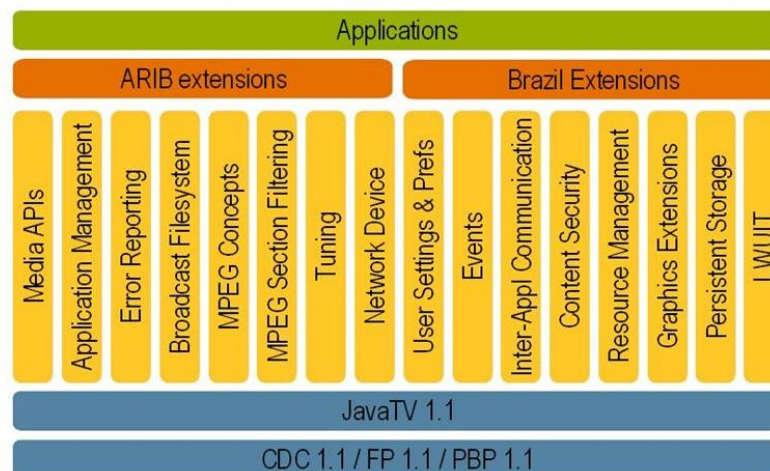 Applications
ARIB extensions
Brazil Extensions
Media APIs
Application Management
Error Reporting
Broadcast Filesystem
MPEG Concepts
MPEG Section Filtering
Tuning
Network Device
User Settings & Prefs
Events
Inter-Appl Communication
Content Security
Resource Management
Graphics Extensions
Persistent Storage
LWUIT
JavaTV 1.1
CDC 1.1 / FP 1.1 / PBP 1.1